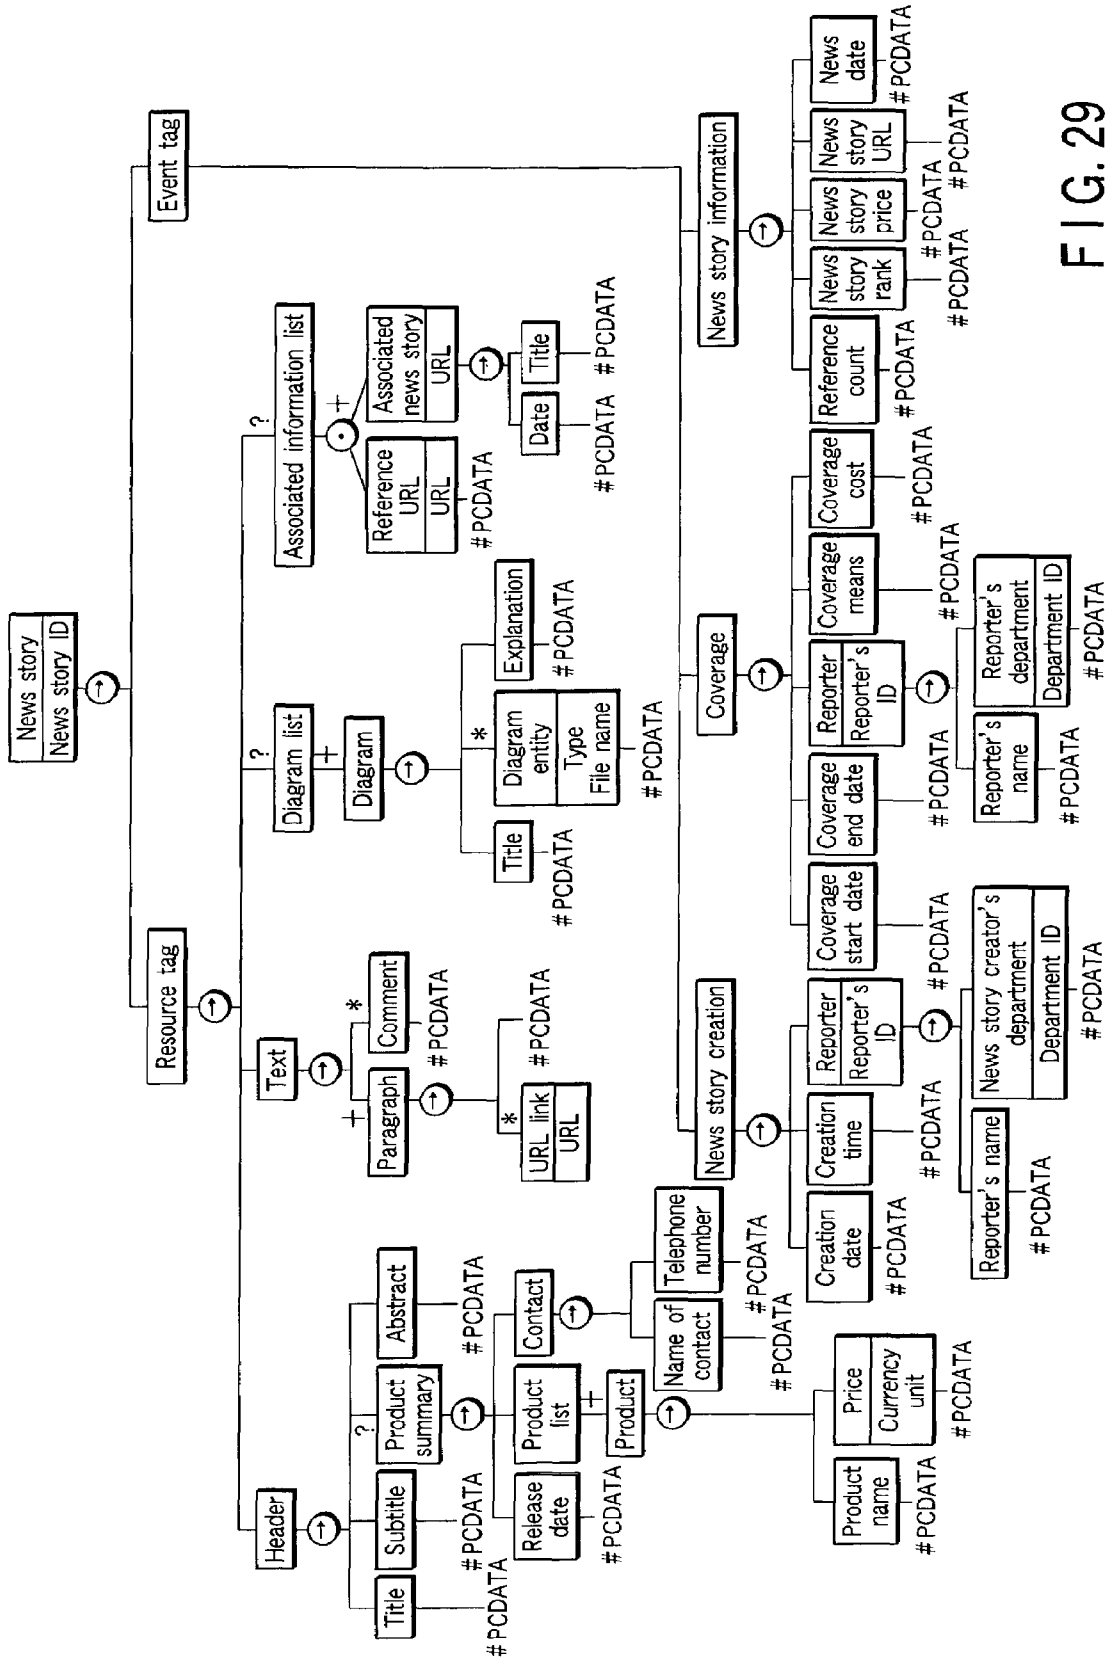 News story
News story ID
→
Resource tag
Event tag
→
Header
Text
?
Diagram list
?
Associated information list
→
→
+
Diagram
→
+
•
Title
Subtitle
?
Product
summary
Abstract
+
Paragraph
*
Comment
Reference
URL
URL
Associated
news story
URL
#PCDATA
#PCDATA
→
#PCDATA
→
#PCDATA
#PCDATA
→
Title
*
Diagram
entity
Type
File name
Explanation
Date
Title
#PCDATA
#PCDATA
#PCDATA
#PCDATA
#PCDATA
Release
date
Product
list
Contact
*
URL link
URL
#PCDATA
#PCDATA
+
Product
→
→
Name of
contact
Telephone
number
#PCDATA
#PCDATA
Product
name
Price
Currency
unit
#PCDATA
#PCDATA
News story creation
Coverage
News story information
→
→
→
Creation
date
Creation
time
Reporter
Reporter's
ID
#PCDATA
#PCDATA
→
Reporter's name
News story creator's
department
Department ID
#PCDATA
#PCDATA
Coverage
start date
Coverage
end date
Reporter
Reporter's
ID
Coverage
means
Coverage
cost
#PCDATA
#PCDATA
→
#PCDATA
#PCDATA
Reporter's
name
Reporter's
department
Department ID
#PCDATA
#PCDATA
Reference
count
News
story
rank
News
story
price
News
story
URL
News
date
#PCDATA
#PCDATA
#PCDATA
#PCDATA
#PCDATA
FIG. 29